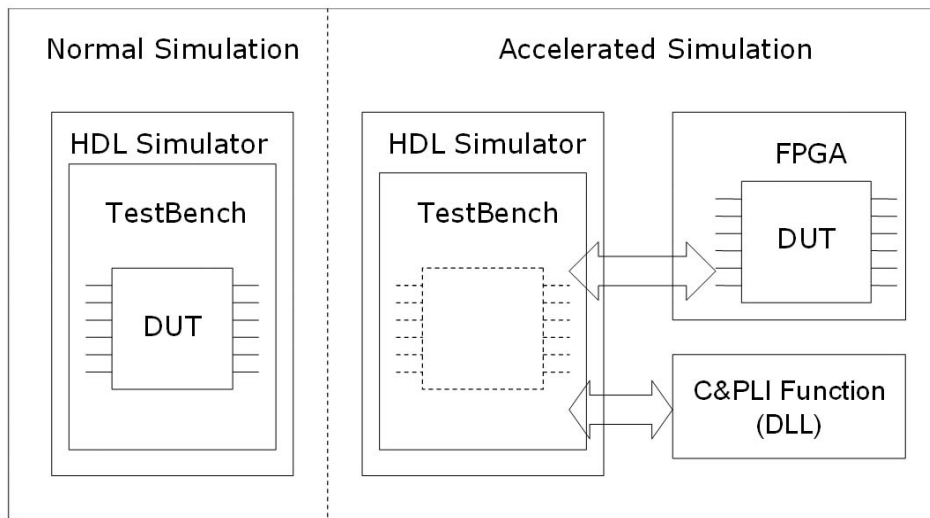 Normal Simulation
HDL Simulator
TestBench
DUT
Accelerated Simulation
HDL Simulator
TestBench
FPGA
DUT
C&PLI Function
(DLL)